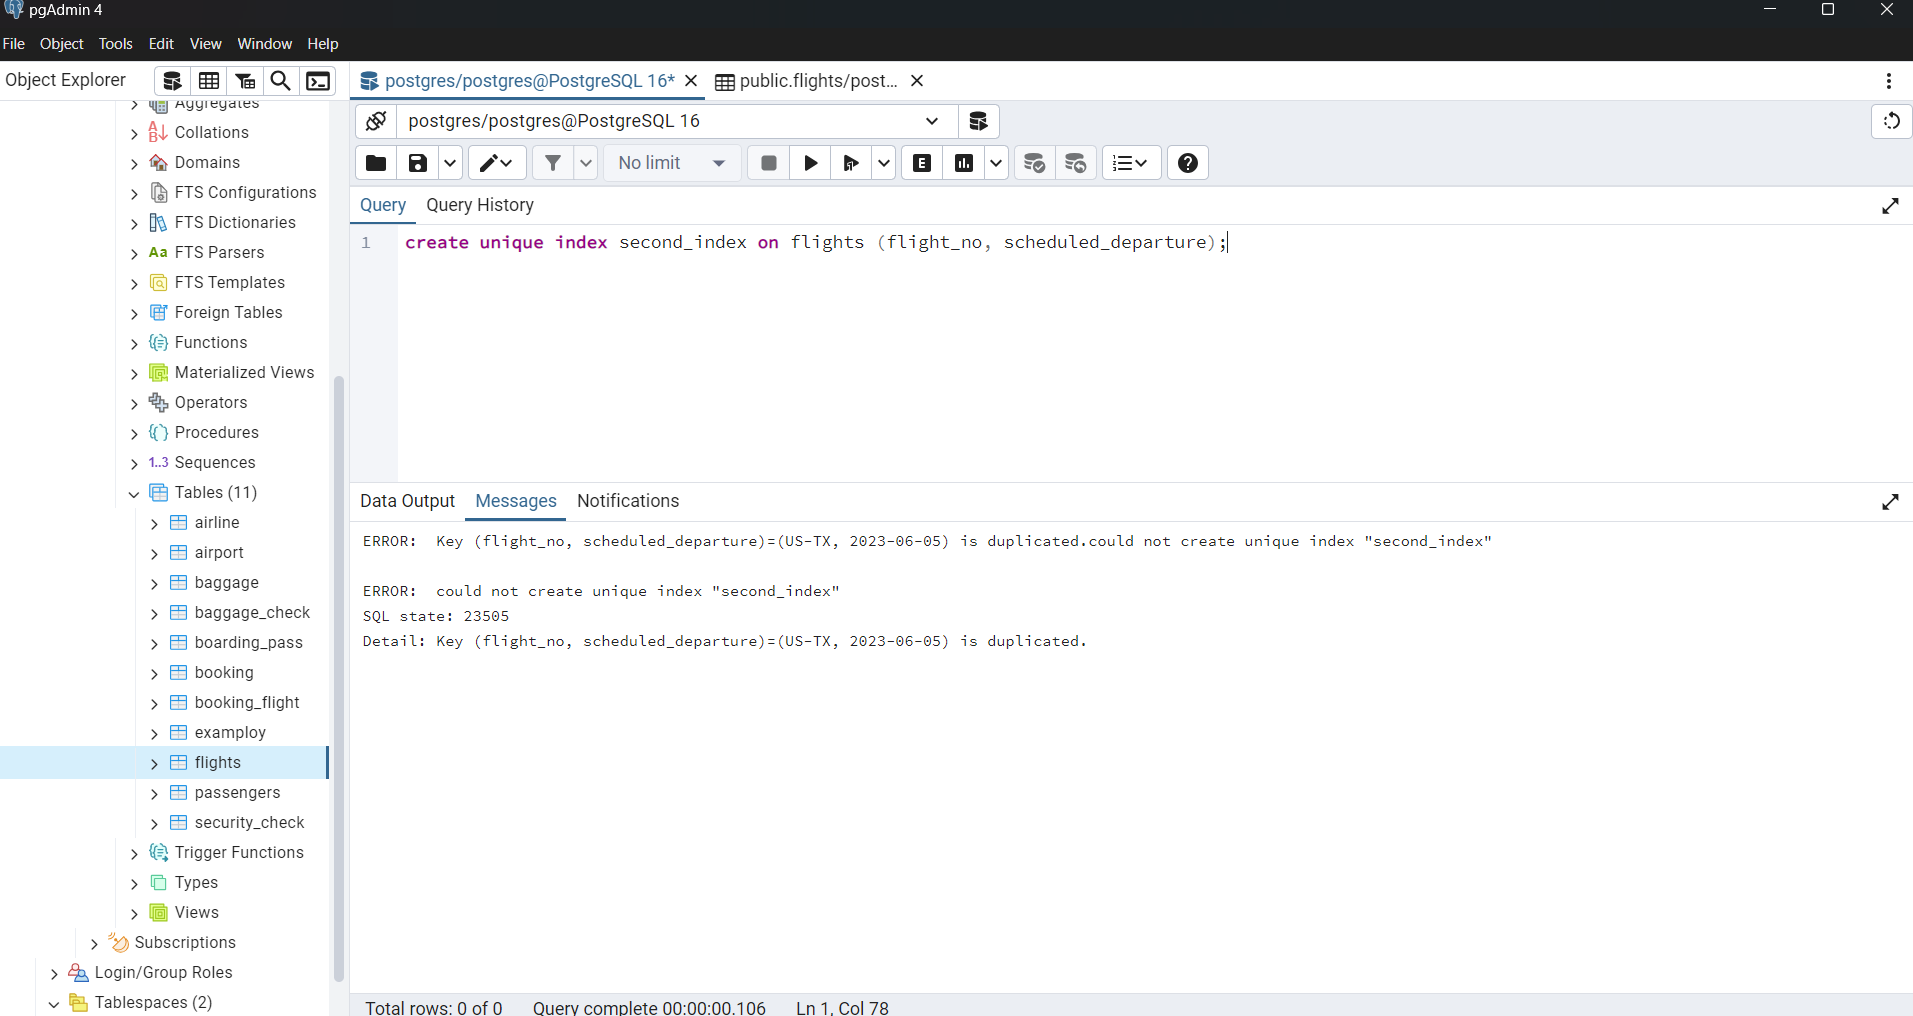 pgAdmin 4
File Object Tools Edit View Window Help
Object Explorer
postgres/postgres@PostgreSQL 16*
public.flights/post...
postgres/postgres@PostgreSQL 16
No limit
E
Query Query History
1 create unique index second_index on flights (flight_no, scheduled_departure);
Data Output Messages Notifications
ERROR:  Key (flight_no, scheduled_departure)=(US-TX, 2023-06-05) is duplicated.could not create unique index "second_index"
ERROR:  could not create unique index "second_index"
SQL state: 23505
Detail: Key (flight_no, scheduled_departure)=(US-TX, 2023-06-05) is duplicated.
Total rows: 0 of 0 Query complete 00:00:00.106 Ln 1, Col 78
Aggregates
Collations
Domains
FTS Configurations
FTS Dictionaries
Aa FTS Parsers
FTS Templates
Foreign Tables
Functions
Materialized Views
Operators
Procedures
1..3 Sequences
Tables (11)
airline
airport
baggage
baggage_check
boarding_pass
booking
booking_flight
examploy
flights
passengers
security_check
Trigger Functions
Types
Views
Subscriptions
Login/Group Roles
Tablespaces (2)